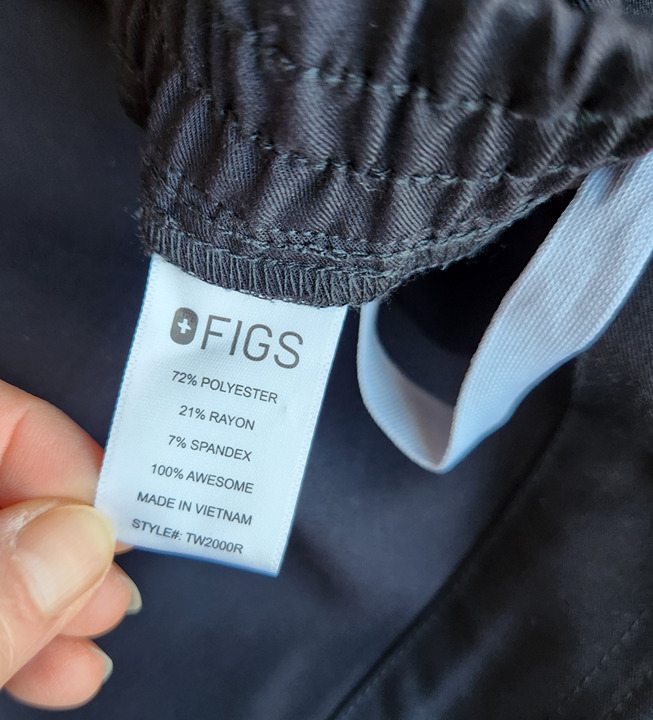 FIGS
72% POLYESTER
21% RAYON
7% SPANDEX
100% AWESOME
MADE IN VIETNAM
STYLE#: TW2000R